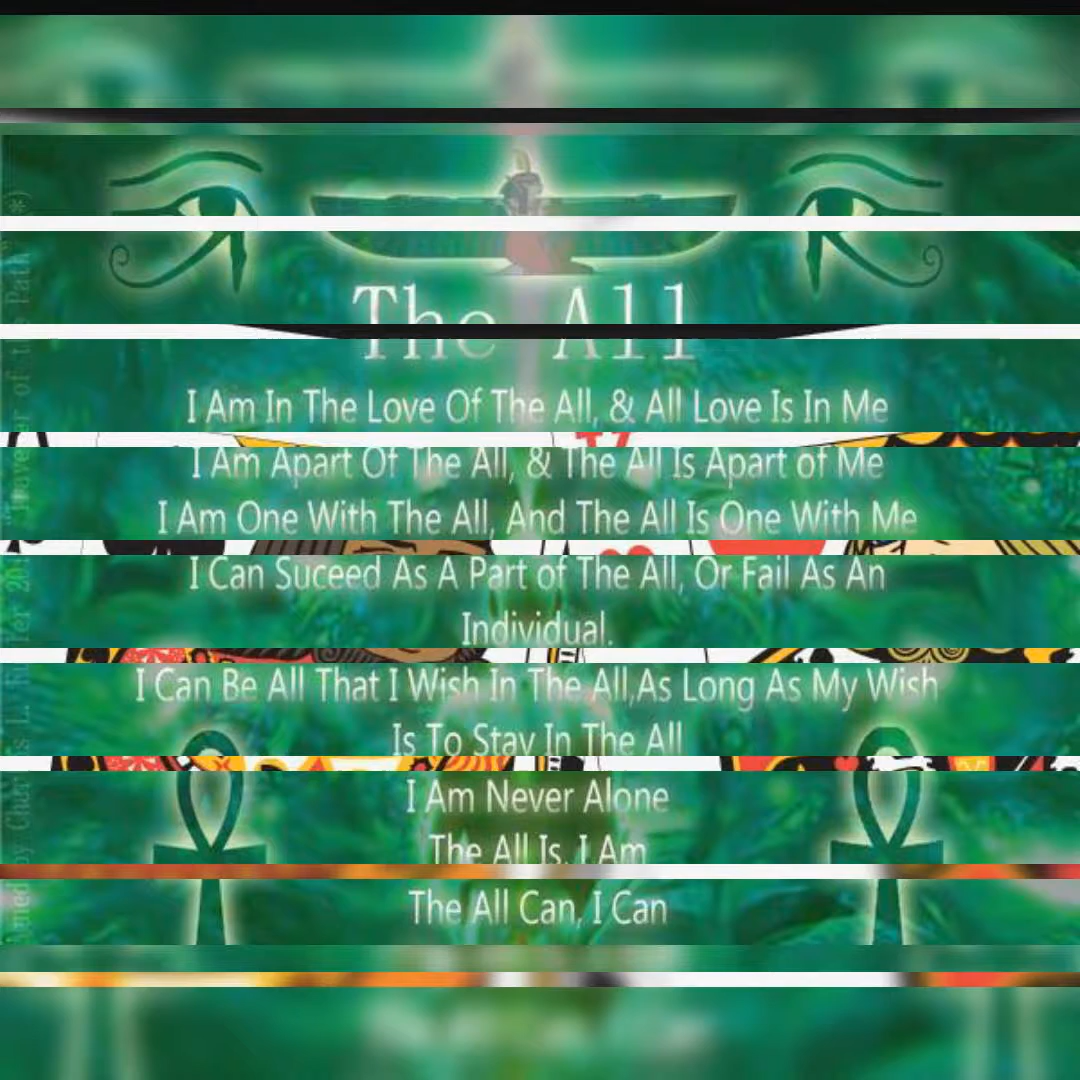 The All
I Am In The Love Of The All, & All Love Is In Me
I Am Apart Of The All, & The All Is Apart of Me
I Am One With The All, And The All Is One With Me
I Can Suceed As A Part of The All, Or Fail As An
Individual.
I Can Be All That I Wish In The All,As Long As My Wish
Is To Stay In The All
I Am Never Alone
The All Is, I Am
The All Can, I Can